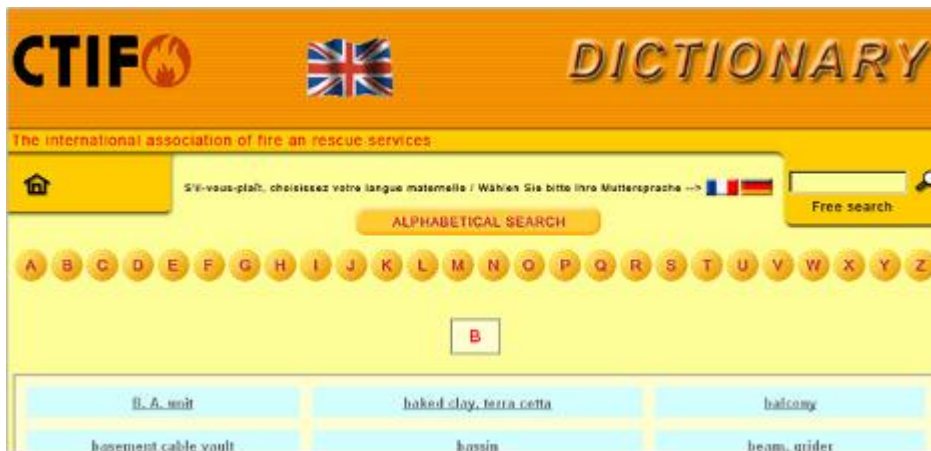 CTIF
DICTIONARY
The international association of fire an rescue services
S'il-vous-plaît, choisissez votre langue maternelle / Wählen Sie bitte Ihre Muttersprache -->
Free search
ALPHABETICAL SEARCH
A B C D E F G H I J K L M N O P Q R S T U V W X Y Z
B
B. A. unit baked clay, terra cotta balcony
basement cable vault bassin beam, grider